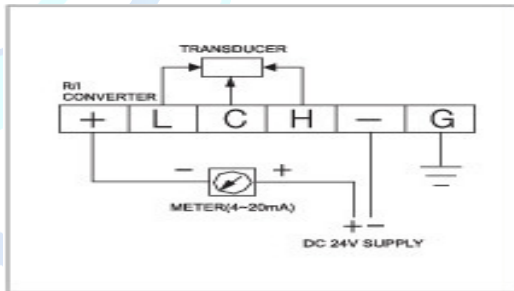 TRANSDUCER
R/I
CONVERTER
+ L C H − G
− +
METER(4~20mA)
+ −
DC 24V SUPPLY